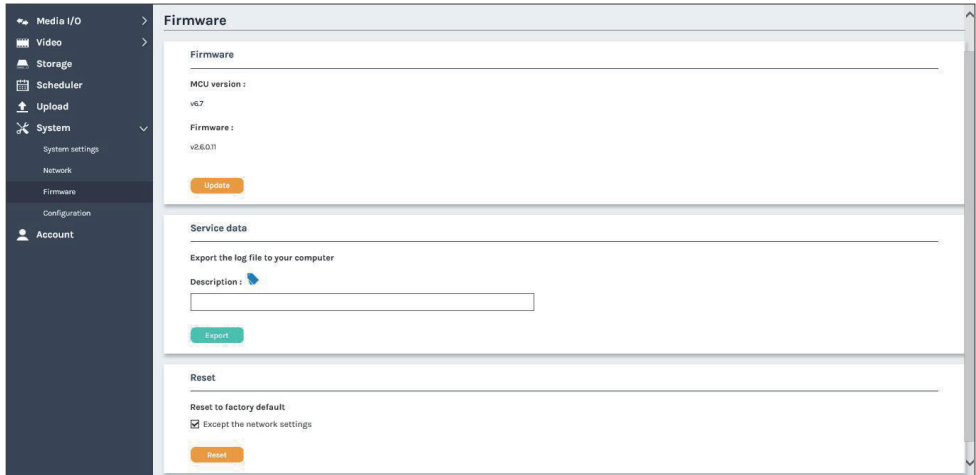 Media I/O
Video
Storage
Scheduler
Upload
System
System settings
Network
Firmware
Configuration
Account
Firmware
Firmware
MCU version :
v6.7
Firmware :
v2.6.0.11
Update
Service data
Export the log file to your computer
Description :
Export
Reset
Reset to factory default
Except the network settings
Reset